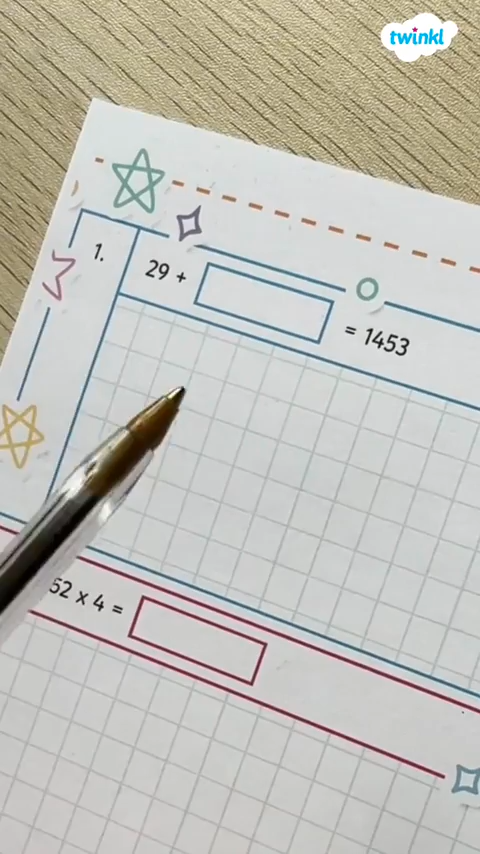 twinkl
1.
29 +
= 1453
52 x 4 =